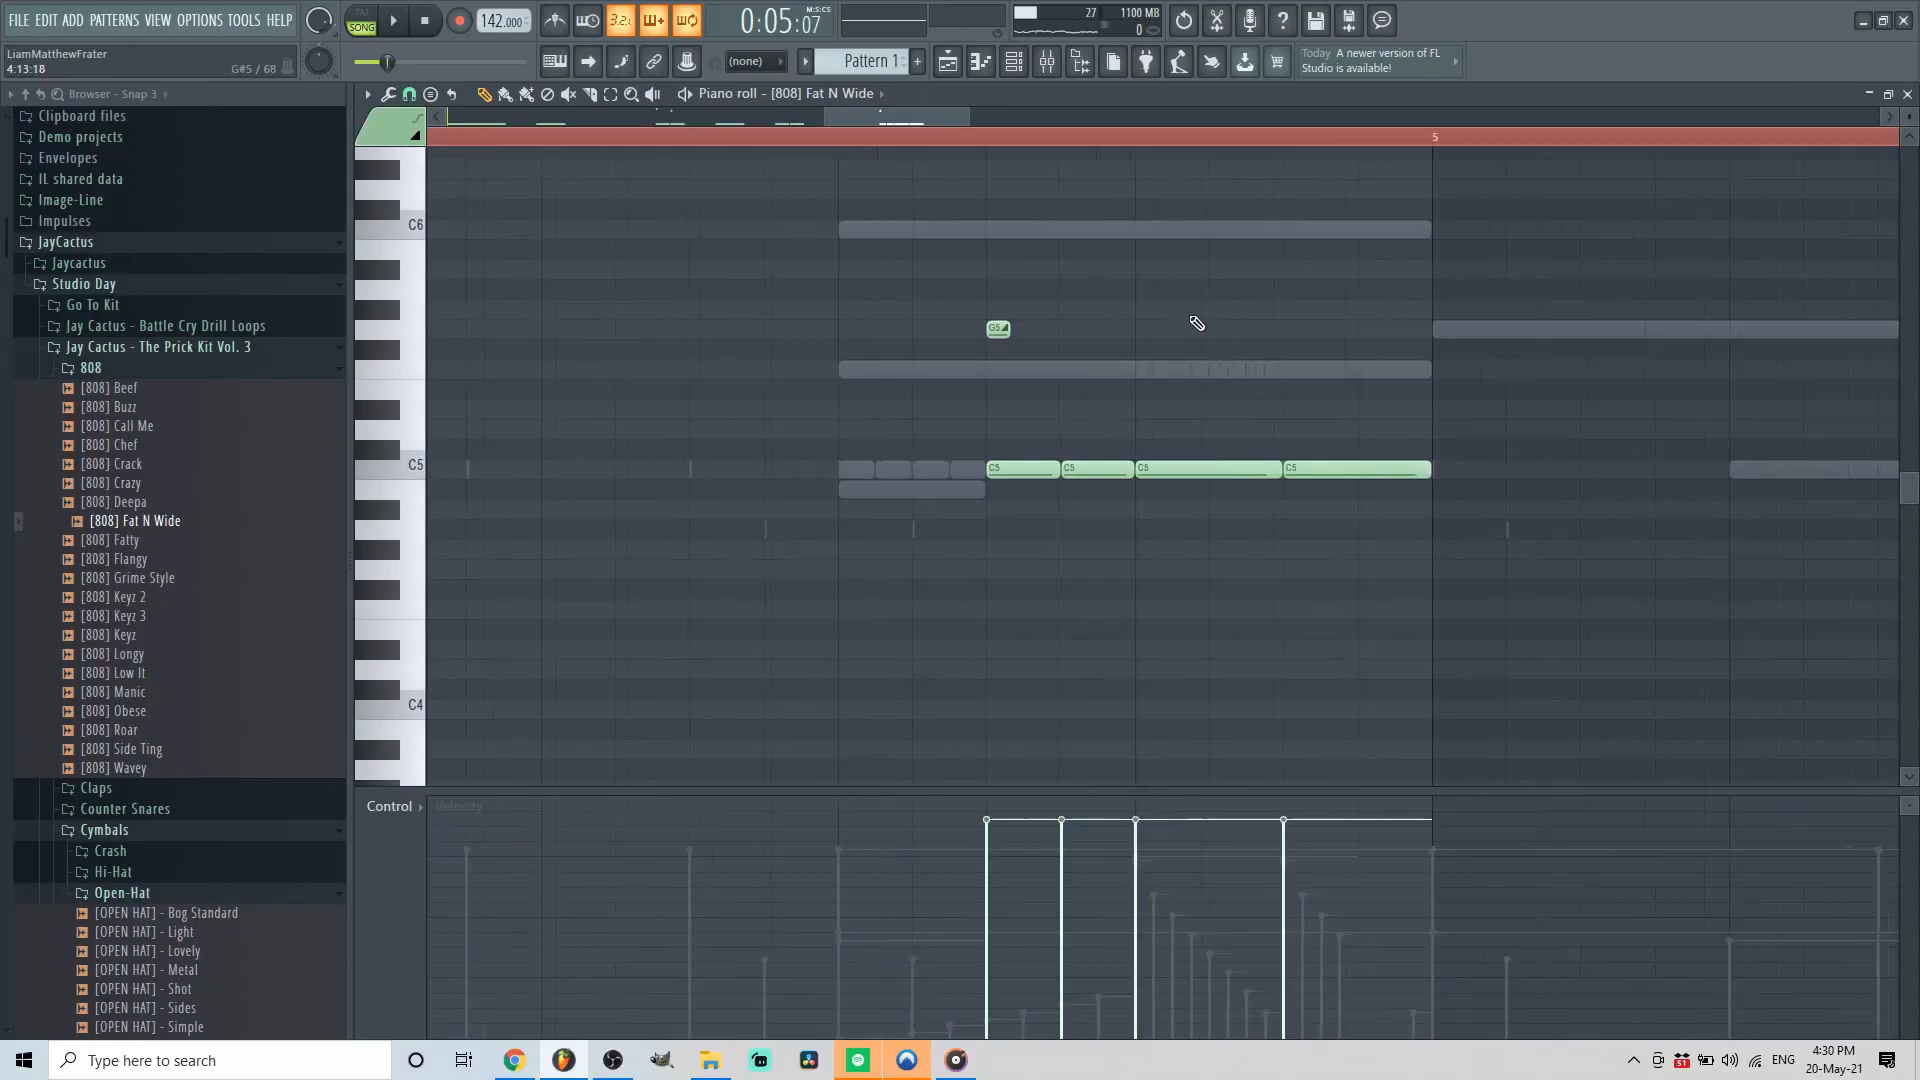 FILE EDIT ADD PATTERNS VIEW OPTIONS TOOLS HELP
PAT
SONG
142.000
3.2.
0:05:07
M:S:CS
27
1100 MB
0
LiamMatthewFrater
4:13:18
G#5 / 68
(none)
Pattern 1
Today
A newer version of FL
Studio is available!
Browser - Snap 3
Piano roll - [808] Fat N Wide
Clipboard files
Demo projects
Envelopes
IL shared data
Image-Line
Impulses
JayCactus
Jaycactus
Studio Day
Go To Kit
Jay Cactus - Battle Cry Drill Loops
Jay Cactus - The Prick Kit Vol. 3
808
[808] Beef
[808] Buzz
[808] Call Me
[808] Chef
[808] Crack
[808] Crazy
[808] Deepa
[808] Fat N Wide
[808] Fatty
[808] Flangy
[808] Grime Style
[808] Keyz 2
[808] Keyz 3
[808] Keyz
[808] Longy
[808] Low It
[808] Manic
[808] Obese
[808] Roar
[808] Side Ting
[808] Wavey
Claps
Counter Snares
Cymbals
Crash
Hi-Hat
Open-Hat
[OPEN HAT] - Bog Standard
[OPEN HAT] - Light
[OPEN HAT] - Lovely
[OPEN HAT] - Metal
[OPEN HAT] - Shot
[OPEN HAT] - Sides
[OPEN HAT] - Simple
5
C6
G5
C5
C5
C5
C5
C5
C4
Control
Velocity
Type here to search
51
ENG
4:30 PM
20-May-21